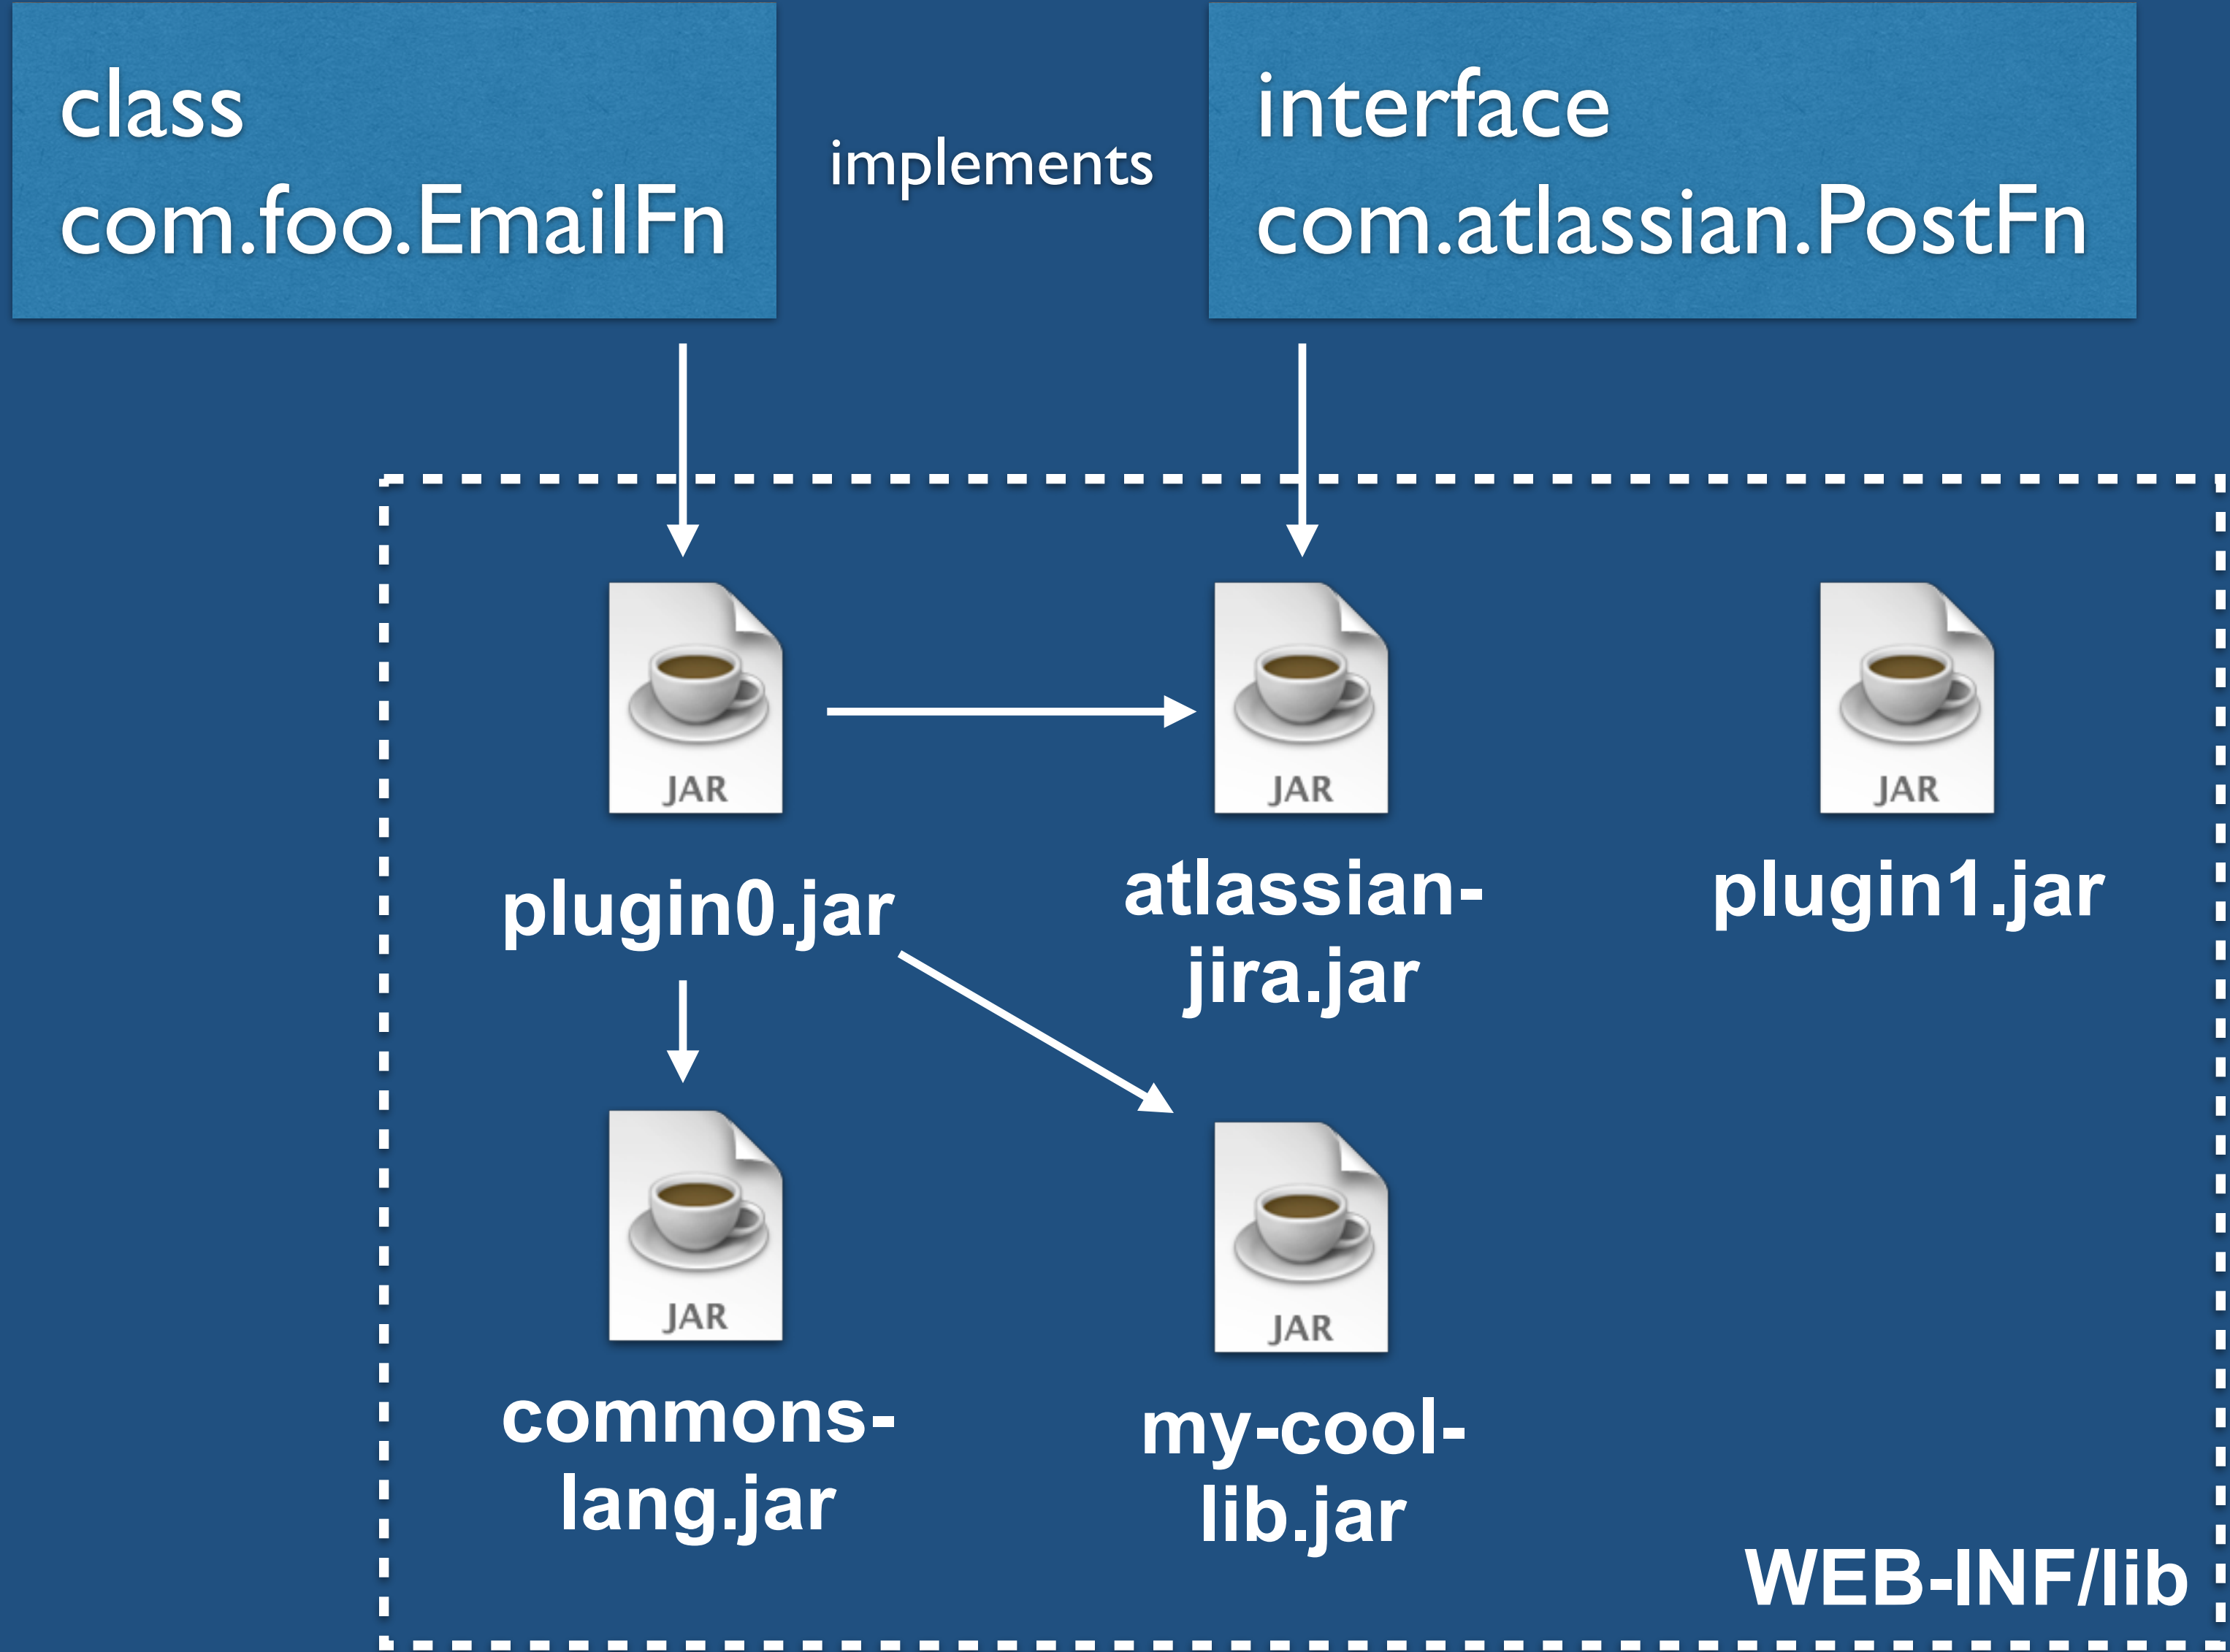 class
com.foo.EmailFn
implements
interface
com.atlassian.PostFn
JAR
plugin0.jar
JAR
atlassian-
jira.jar
JAR
plugin1.jar
JAR
commons-
lang.jar
JAR
my-cool-
lib.jar
WEB-INF/lib